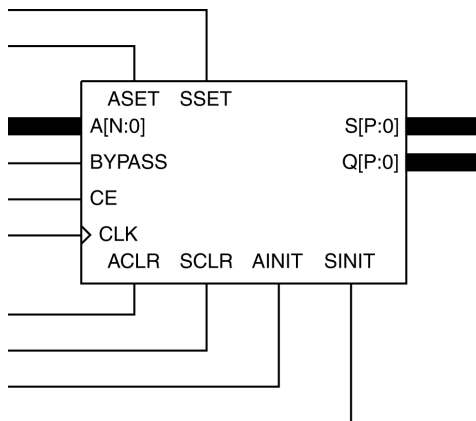 ASET SSET
A[N:0] S[P:0]
BYPASS Q[P:0]
CE
CLK
ACLR SCLR AINIT SINIT